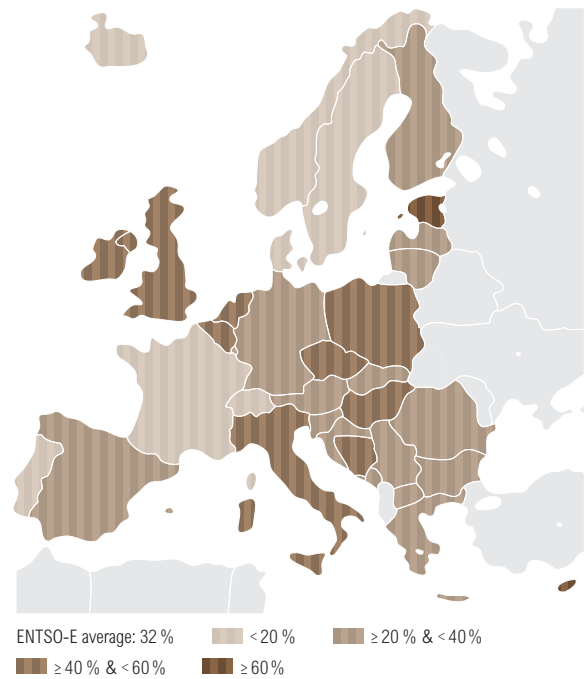 ENTSO-E average: 32 % < 20 % ≥ 20 % & < 40 %
≥ 40 % & < 60 % ≥ 60 %